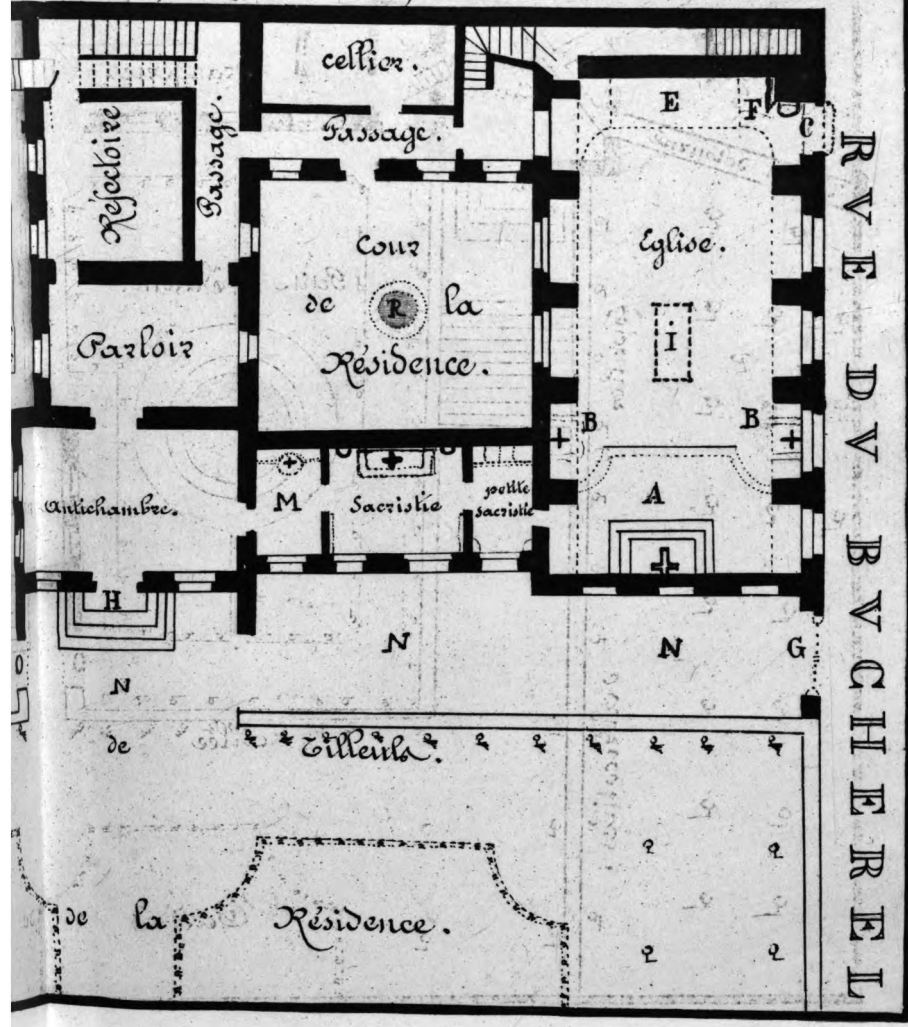 cellier.
E
F
C
Réfectoire
Passage.
Passage.
Cour
de R la
Résidence.
Eglise.
I
Parloir
B
B
Antichambre.
M
Sacristie
petite
sacristie
A
H
N
N
N
G
O
de
Tilleuls.
de la
Résidence.
RVE DV BVCHEREL